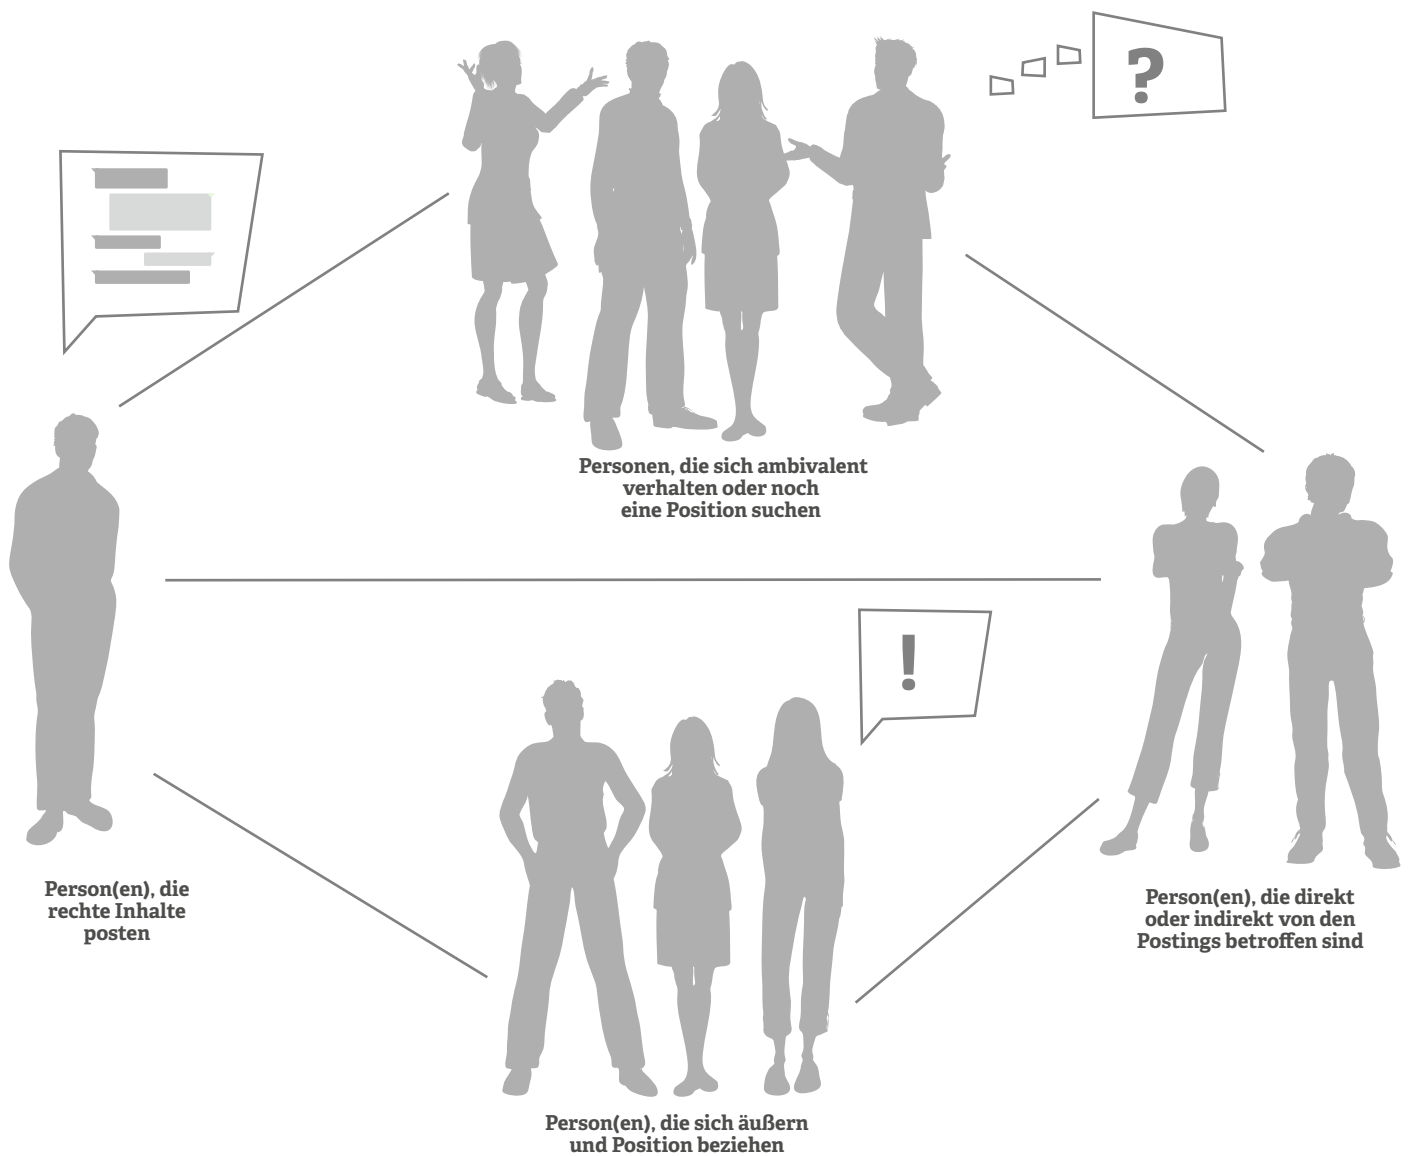 ?
Personen, die sich ambivalent
verhalten oder noch
eine Position suchen
!
Person(en), die
rechte Inhalte
posten
Person(en), die direkt
oder indirekt von den
Postings betroffen sind
Person(en), die sich äußern
und Position beziehen